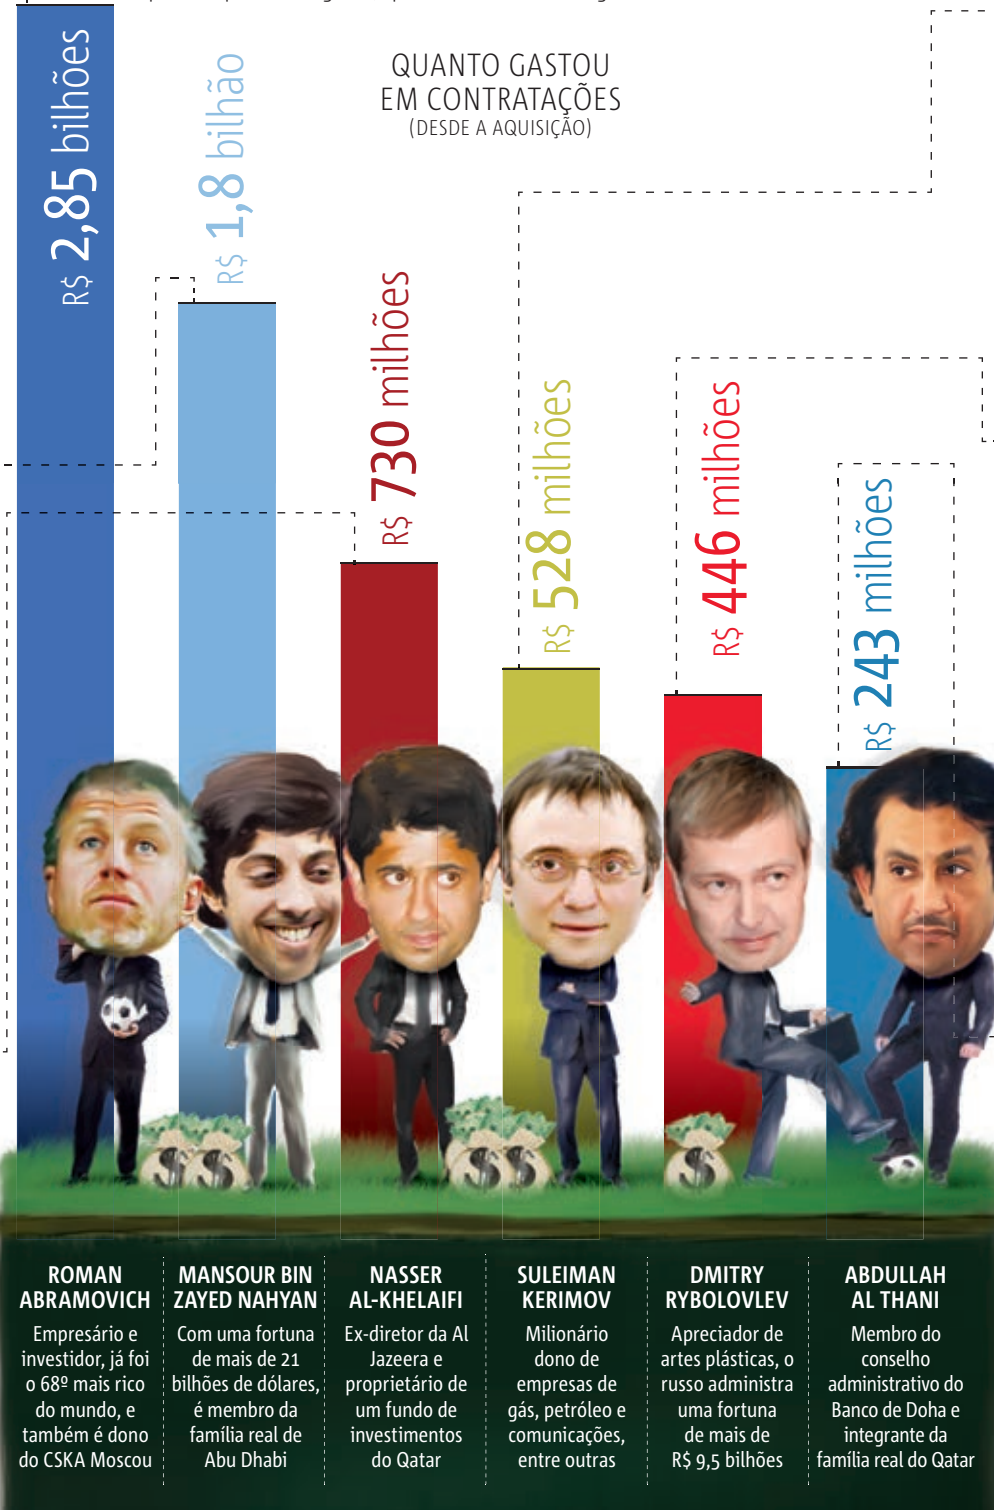 QUANTO GASTOU
EM CONTRATAÇÕES
(DESDE A AQUISIÇÃO)
R$ 2,85 bilhões
R$ 1,8 bilhão
R$ 730 milhões
R$ 528 milhões
R$ 446 milhões
R$ 243 milhões
$ $
$ $
$
ROMAN
ABRAMOVICH
Empresário e
investidor, já foi
o 68º mais rico
do mundo, e
também é dono
do CSKA Moscou
MANSOUR BIN
ZAYED NAHYAN
Com uma fortuna
de mais de 21
bilhões de dólares,
é membro da
família real de
Abu Dhabi
NASSER
AL-KHELAIFI
Ex-diretor da Al
Jazeera e
proprietário de
um fundo de
investimentos
do Qatar
SULEIMAN
KERIMOV
Milionário
dono de
empresas de
gás, petróleo e
comunicações,
entre outras
DMITRY
RYBOLOVLEV
Apreciador de
artes plásticas, o
russo administra
uma fortuna
de mais de
R$ 9,5 bilhões
ABDULLAH
AL THANI
Membro do
conselho
administrativo do
Banco de Doha e
integrante da
família real do Qatar